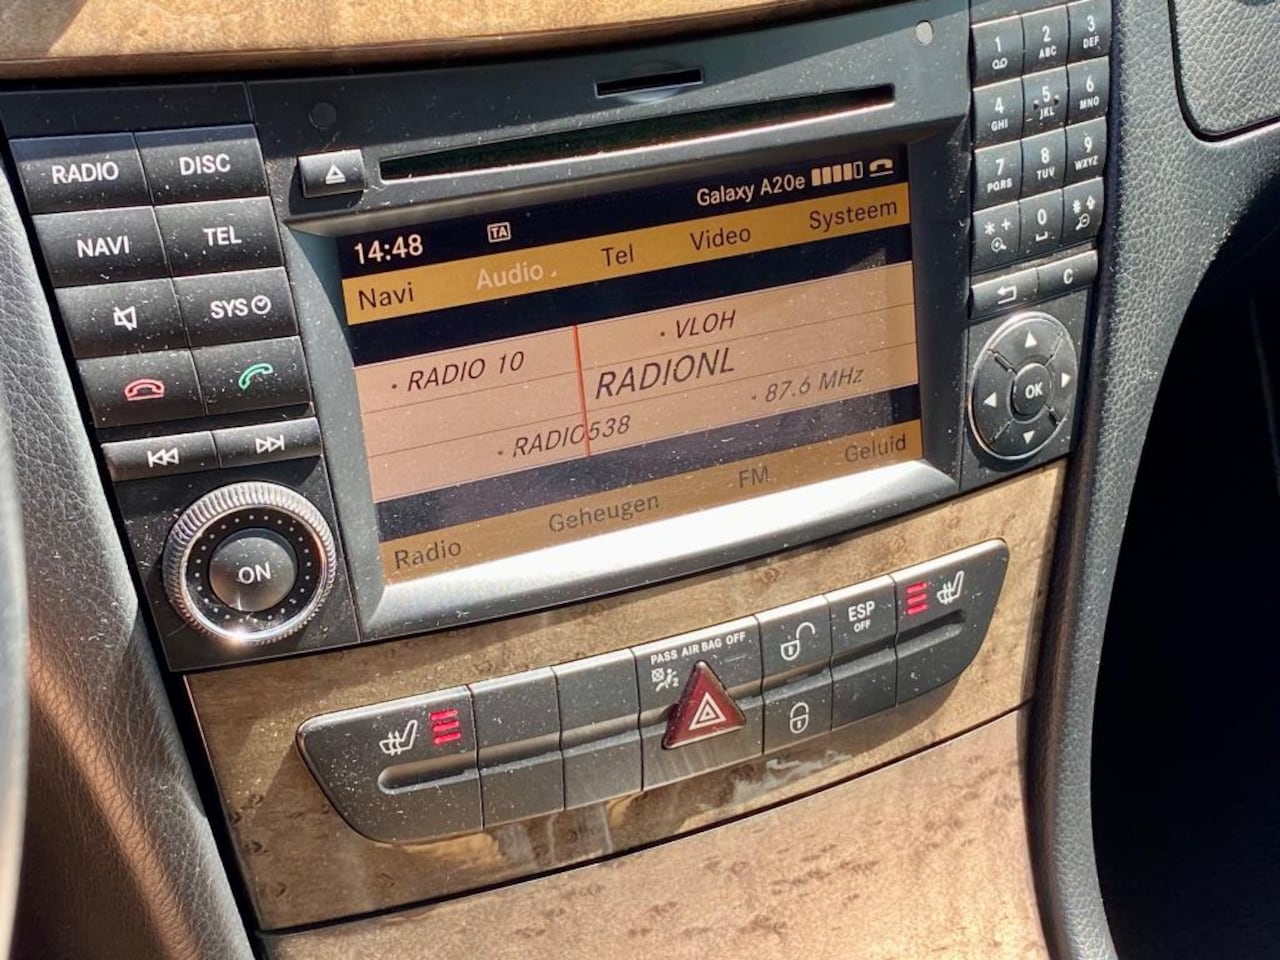 RADIO DISC
NAVI TEL
SYS
ON
Galaxy A20e
14:48 TA
Navi Audio Tel Video Systeem
VLOH
RADIO 10
RADIONL
87.6 MHz
RADIO538
Radio Geheugen FM Geluid
1 2 ABC 3 DEF
4 GHI 5 JKL 6 MNO
7 PQRS 8 TUV 9 WXYZ
* + 0 #
C
OK
PASS AIR BAG OFF
2
ESP OFF